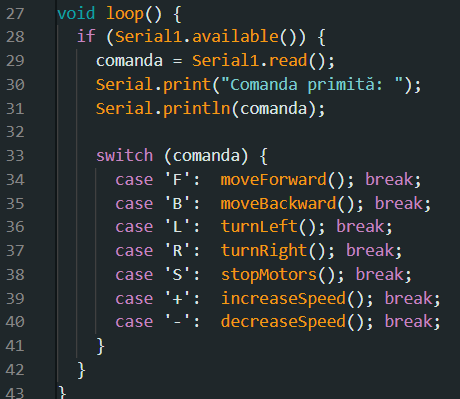 27 void loop() {
28   if (Serial1.available()) {
29     comanda = Serial1.read();
30     Serial.print("Comanda primită: ");
31     Serial.println(comanda);
32
33     switch (comanda) {
34       case 'F':  moveForward(); break;
35       case 'B':  moveBackward(); break;
36       case 'L':  turnLeft(); break;
37       case 'R':  turnRight(); break;
38       case 'S':  stopMotors(); break;
39       case '+':  increaseSpeed(); break;
40       case '-':  decreaseSpeed(); break;
41     }
42   }
43 }